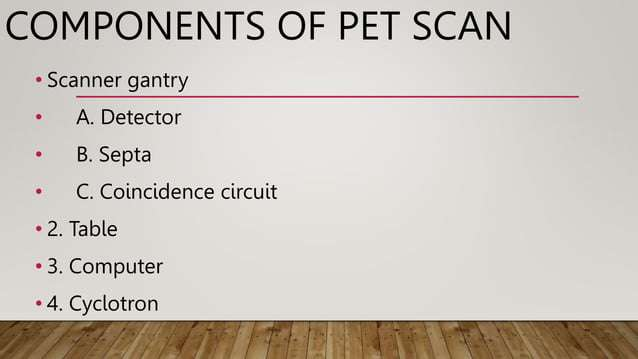 COMPONENTS OF PET SCAN
• Scanner gantry
• A. Detector
• B. Septa
• C. Coincidence circuit
• 2. Table
• 3. Computer
• 4. Cyclotron